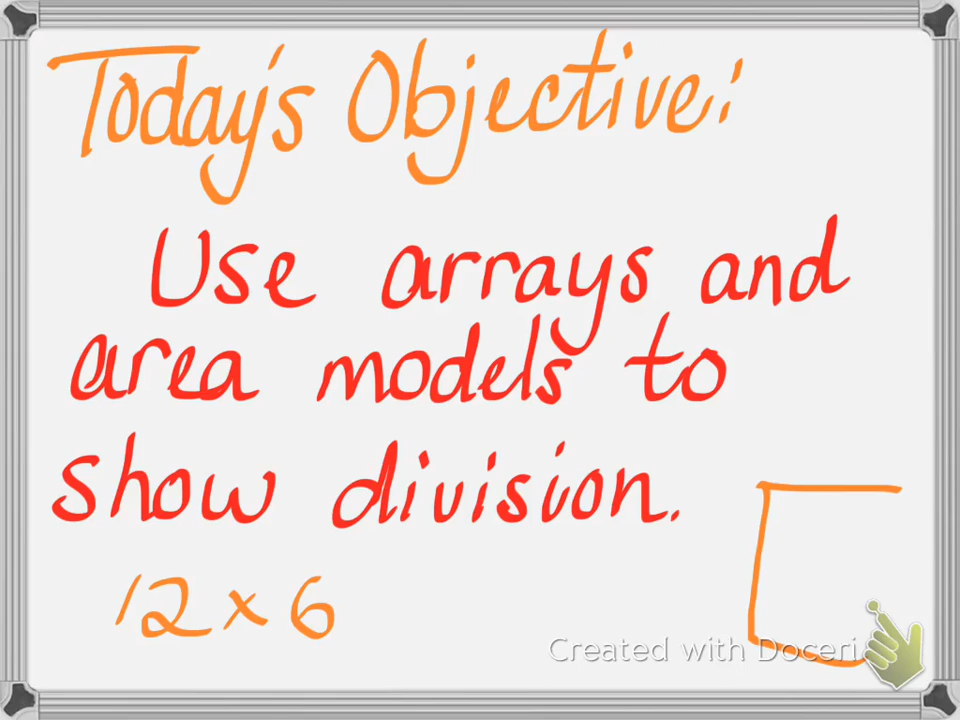 Today's Objective:
Use arrays and
area models to
show division.
12 x 6
Created with Doceri